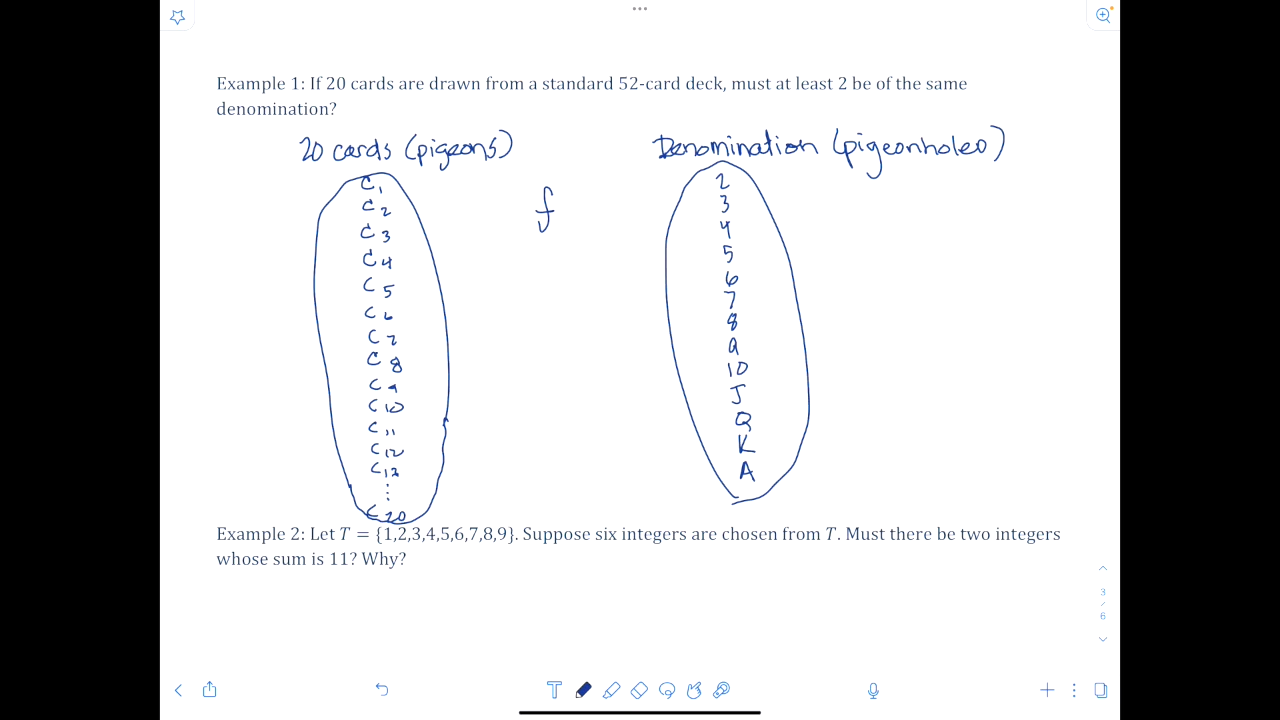 Example 1: If 20 cards are drawn from a standard 52-card deck, must at least 2 be of the same
denomination?
20 cards (pigeons)
Denomination (pigeonholes)
C1
C2
C3
C4
C5
C6
C7
C8
C9
C10
C11
C12
C13
⋮
C20
f
2
3
4
5
6
7
8
9
10
J
Q
K
A
Example 2: Let T = {1,2,3,4,5,6,7,8,9}. Suppose six integers are chosen from T. Must there be two integers
whose sum is 11? Why?
3
/
6
T